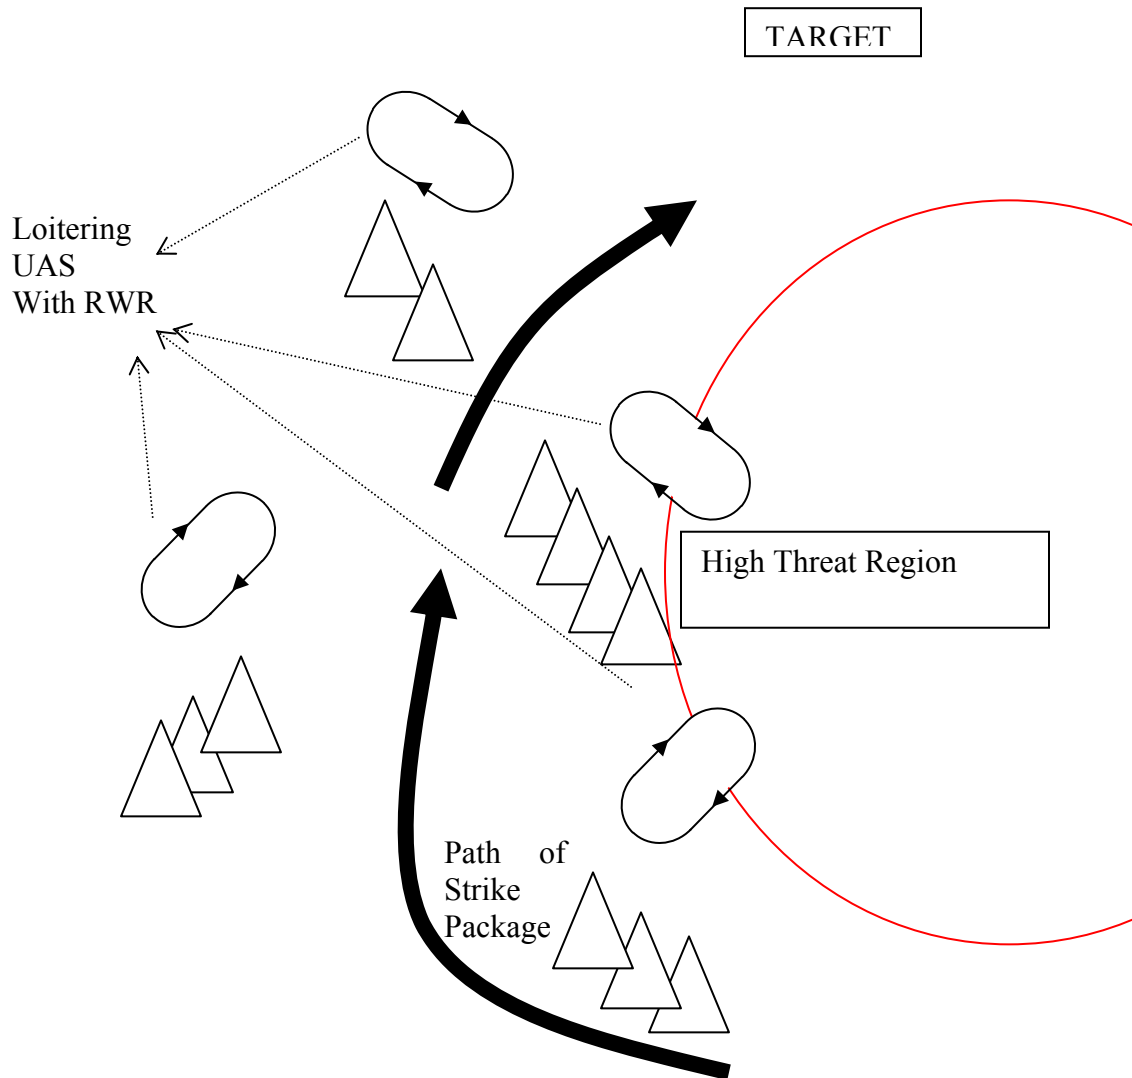 TARGET
Loitering
UAS
With RWR
High Threat Region
Path of
Strike
Package